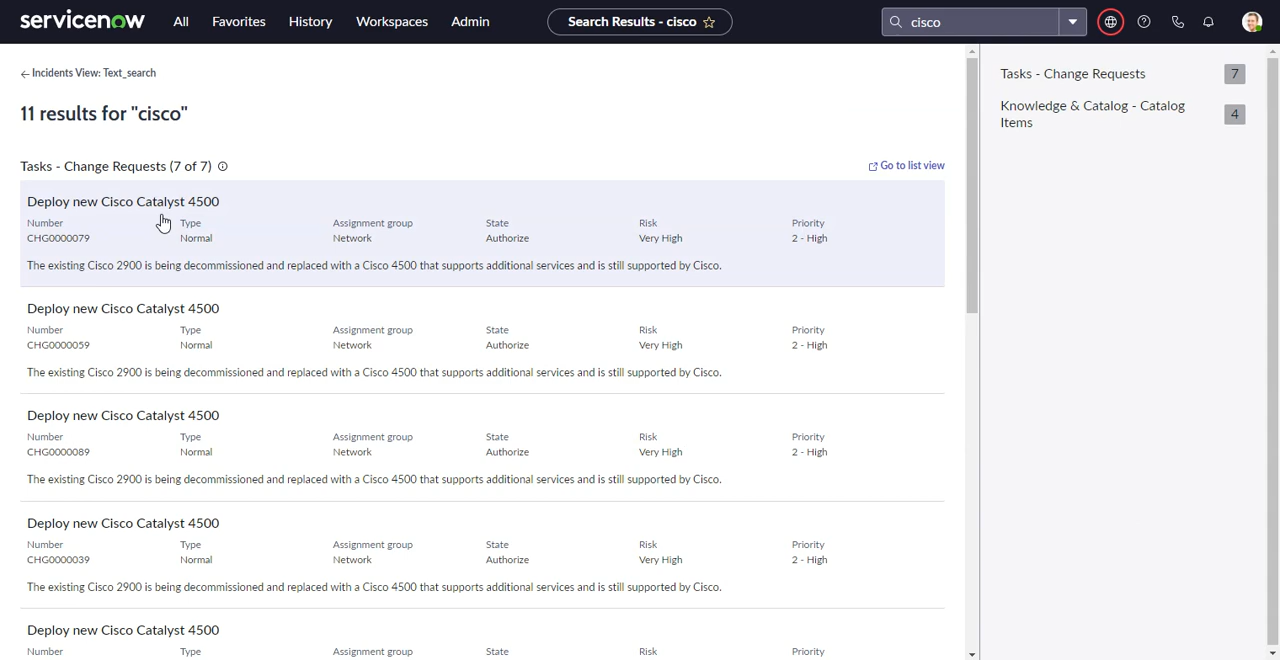 servicenow All Favorites History Workspaces Admin Search Results - cisco cisco
Incidents View: Text_search
11 results for "cisco"
Tasks - Change Requests (7 of 7) Go to list view
Deploy new Cisco Catalyst 4500
Number Type Assignment group State Risk Priority
CHG0000079 Normal Network Authorize Very High 2 - High
The existing Cisco 2900 is being decommissioned and replaced with a Cisco 4500 that supports additional services and is still supported by Cisco.
Deploy new Cisco Catalyst 4500
Number Type Assignment group State Risk Priority
CHG0000059 Normal Network Authorize Very High 2 - High
The existing Cisco 2900 is being decommissioned and replaced with a Cisco 4500 that supports additional services and is still supported by Cisco.
Deploy new Cisco Catalyst 4500
Number Type Assignment group State Risk Priority
CHG0000089 Normal Network Authorize Very High 2 - High
The existing Cisco 2900 is being decommissioned and replaced with a Cisco 4500 that supports additional services and is still supported by Cisco.
Deploy new Cisco Catalyst 4500
Number Type Assignment group State Risk Priority
CHG0000039 Normal Network Authorize Very High 2 - High
The existing Cisco 2900 is being decommissioned and replaced with a Cisco 4500 that supports additional services and is still supported by Cisco.
Deploy new Cisco Catalyst 4500
Number Type Assignment group State Risk Priority
Tasks - Change Requests 7
Knowledge & Catalog - Catalog
Items 4